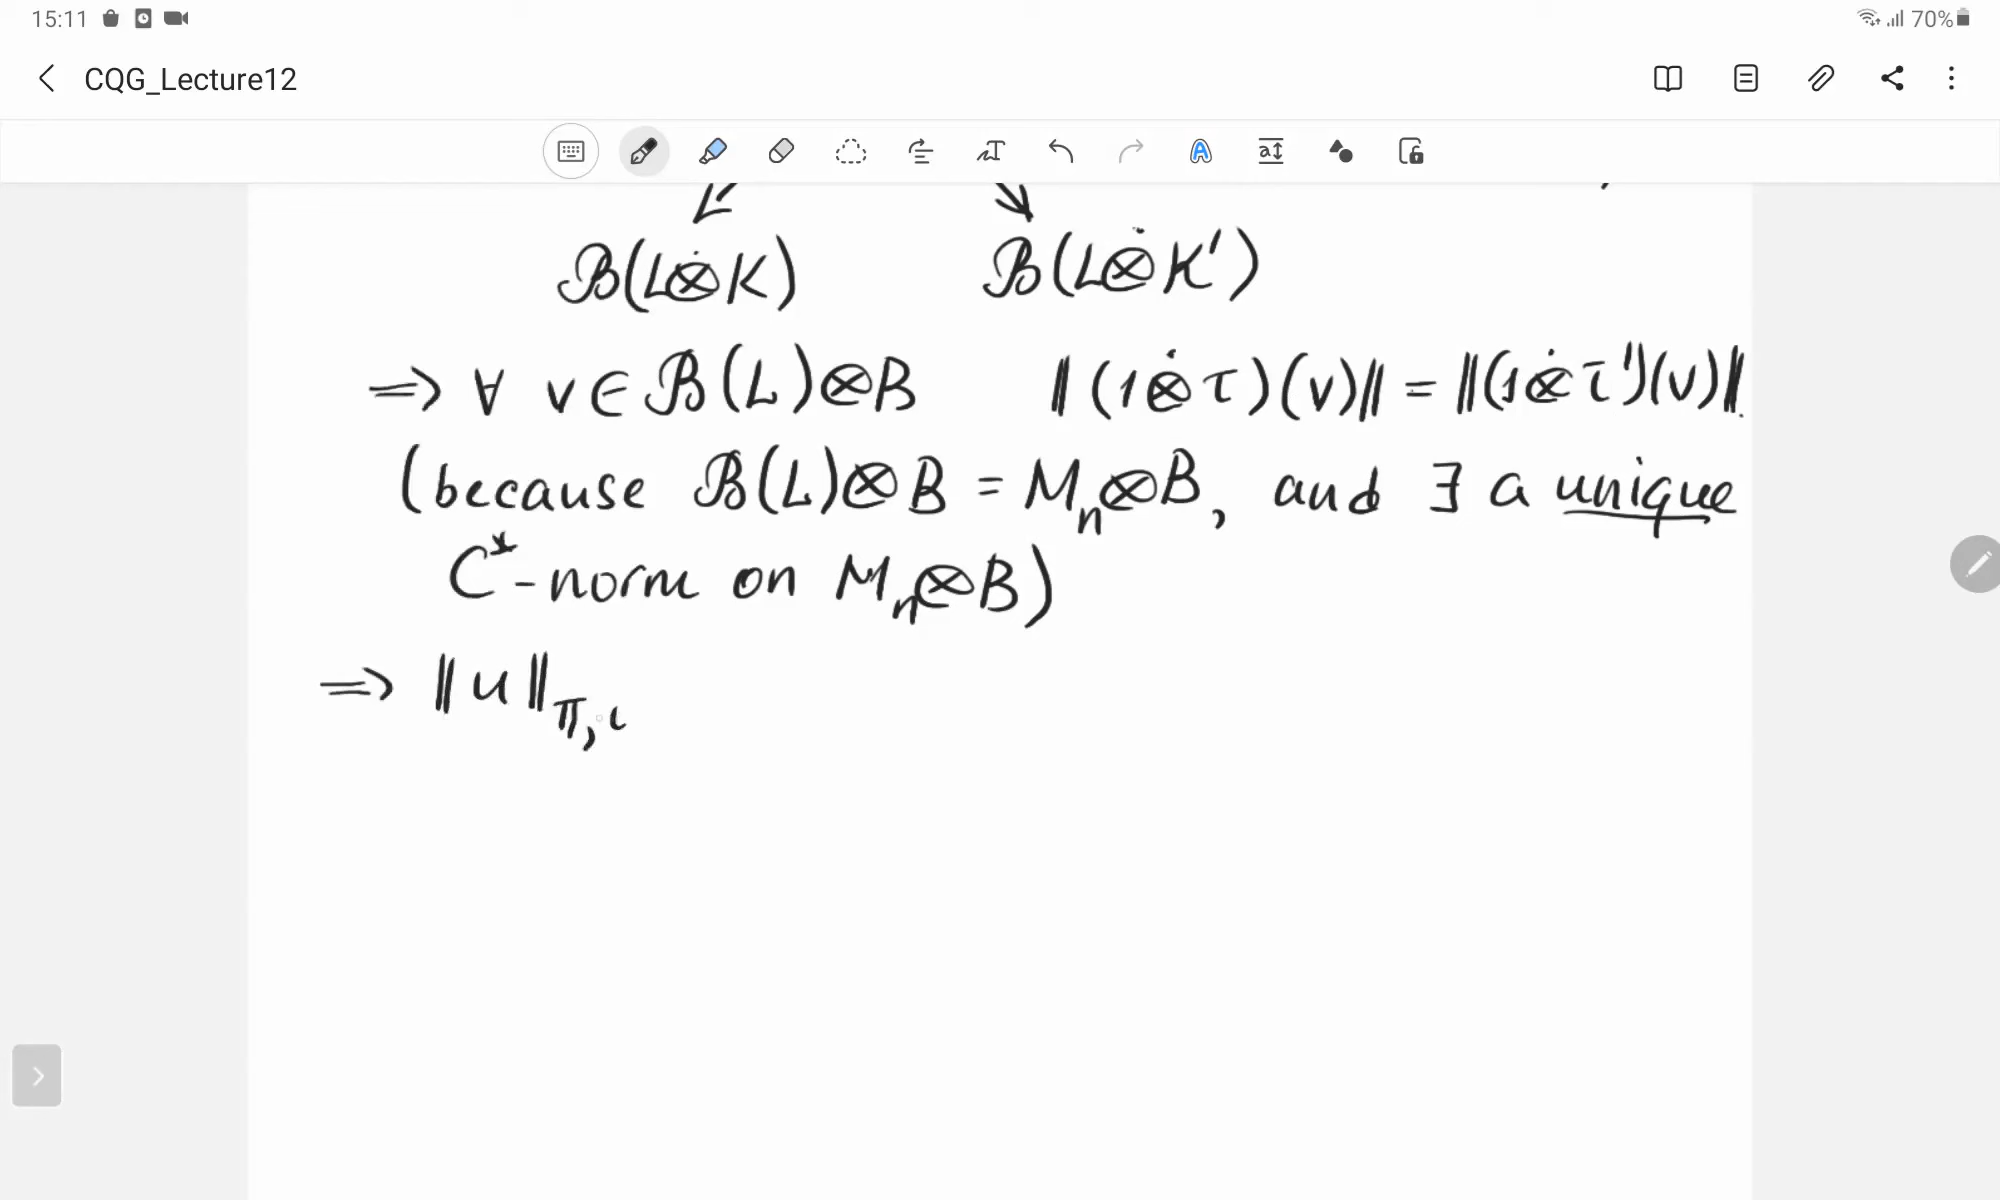 15:11 70%
CQG_Lecture12
B(L⊗̇K) B(L⊗̇K')
⇒ ∀ v∈B(L)⊗B ‖(1⊗̇τ)(v)‖ = ‖(1⊗̇τ')(v)‖.
(because B(L)⊗B = Mₙ⊗B, and ∃ a unique
C*-norm on Mₙ⊗B)
⇒ ‖u‖π,